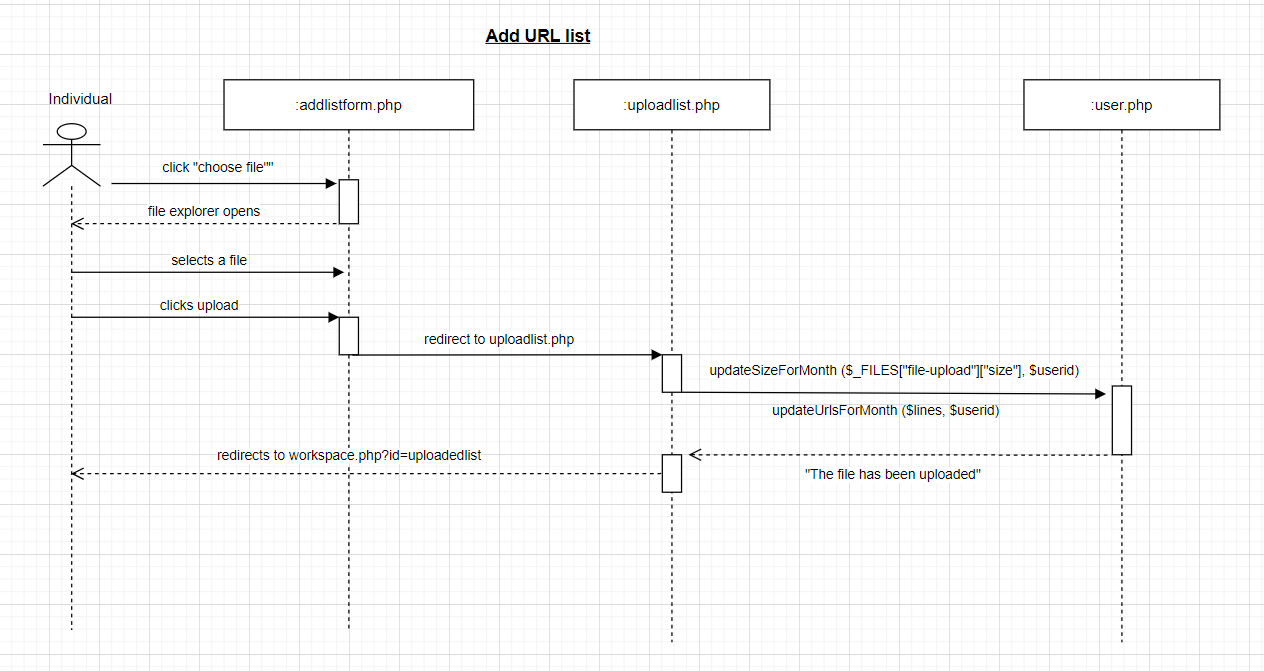 Add URL list
Individual
:addlistform.php
:uploadlist.php
:user.php
click "choose file""
file explorer opens
selects a file
clicks upload
redirect to uploadlist.php
updateSizeForMonth ($_FILES["file-upload"]["size"], $userid)
updateUrlsForMonth ($lines, $userid)
redirects to workspace.php?id=uploadedlist
"The file has been uploaded"